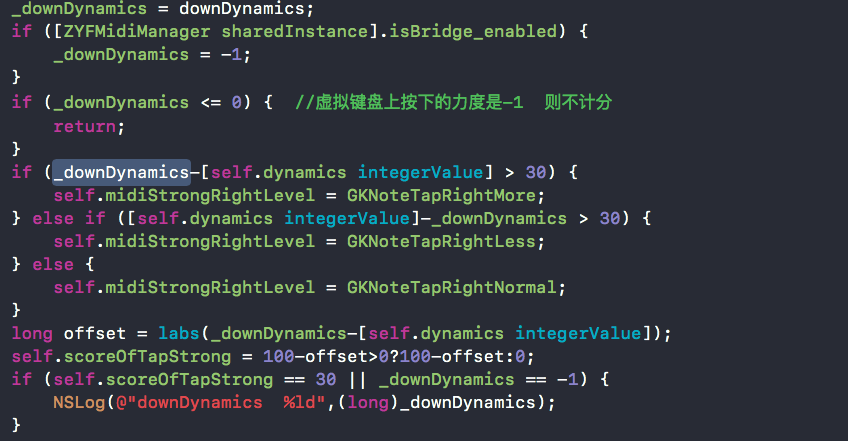 _downDynamics = downDynamics;
if ([ZYFMidiManager sharedInstance].isBridge_enabled) {
    _downDynamics = -1;
}
if (_downDynamics <= 0) {  //虚拟键盘上按下的力度是-1  则不计分
    return;
}
if (_downDynamics-[self.dynamics integerValue] > 30) {
    self.midiStrongRightLevel = GKNoteTapRightMore;
} else if ([self.dynamics integerValue]-_downDynamics > 30) {
    self.midiStrongRightLevel = GKNoteTapRightLess;
} else {
    self.midiStrongRightLevel = GKNoteTapRightNormal;
}
long offset = labs(_downDynamics-[self.dynamics integerValue]);
self.scoreOfTapStrong = 100-offset>0?100-offset:0;
if (self.scoreOfTapStrong == 30 || _downDynamics == -1) {
    NSLog(@"downDynamics  %ld",(long)_downDynamics);
}